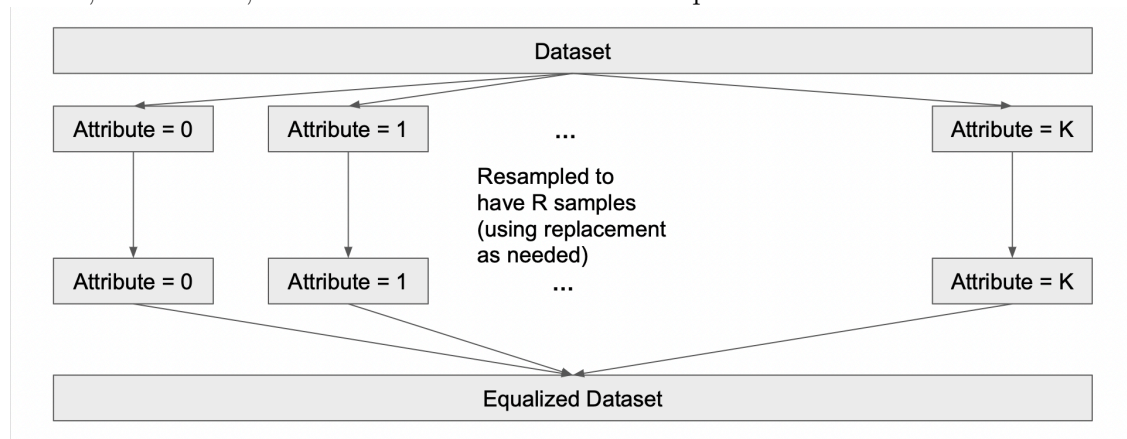 Dataset
Attribute = 0
Attribute = 1
...
Attribute = K
Resampled to
have R samples
(using replacement
as needed)
Attribute = 0
Attribute = 1
...
Attribute = K
Equalized Dataset